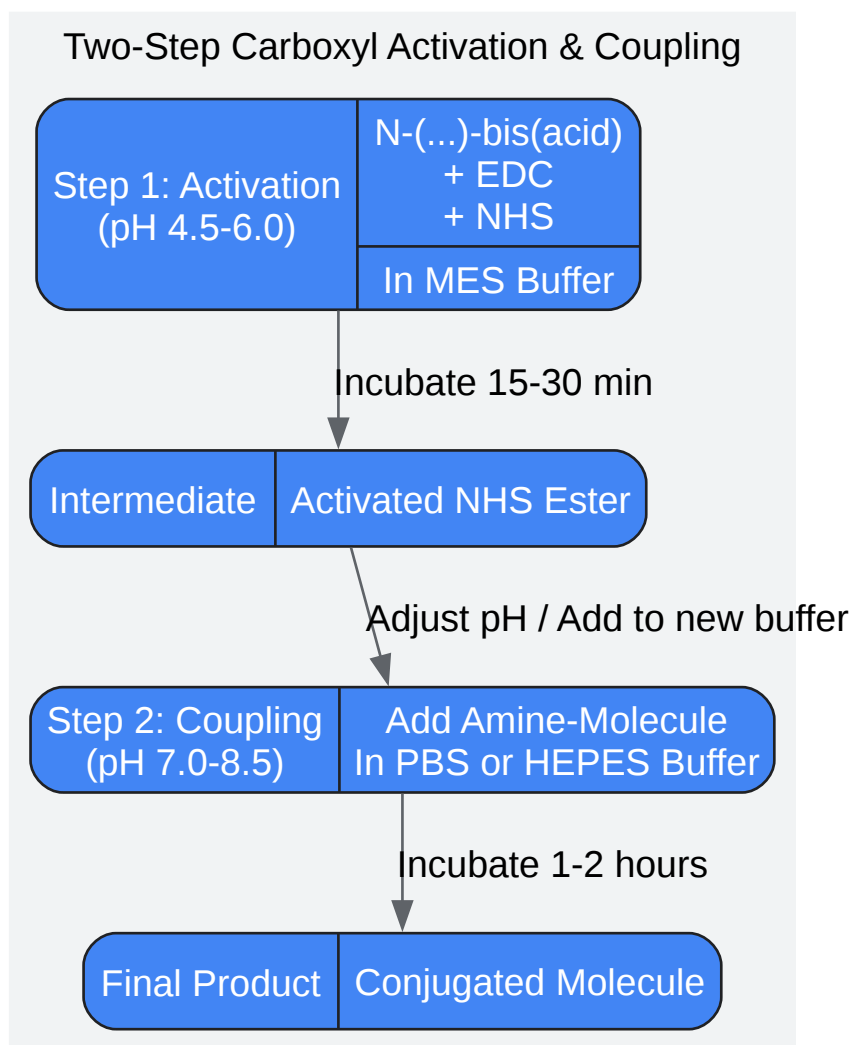 Two-Step Carboxyl Activation & Coupling
Step 1: Activation
(pH 4.5-6.0)
N-(...)-bis(acid)
+ EDC
+ NHS
In MES Buffer
Incubate 15-30 min
Intermediate
Activated NHS Ester
Adjust pH / Add to new buffer
Step 2: Coupling
(pH 7.0-8.5)
Add Amine-Molecule
In PBS or HEPES Buffer
Incubate 1-2 hours
Final Product
Conjugated Molecule